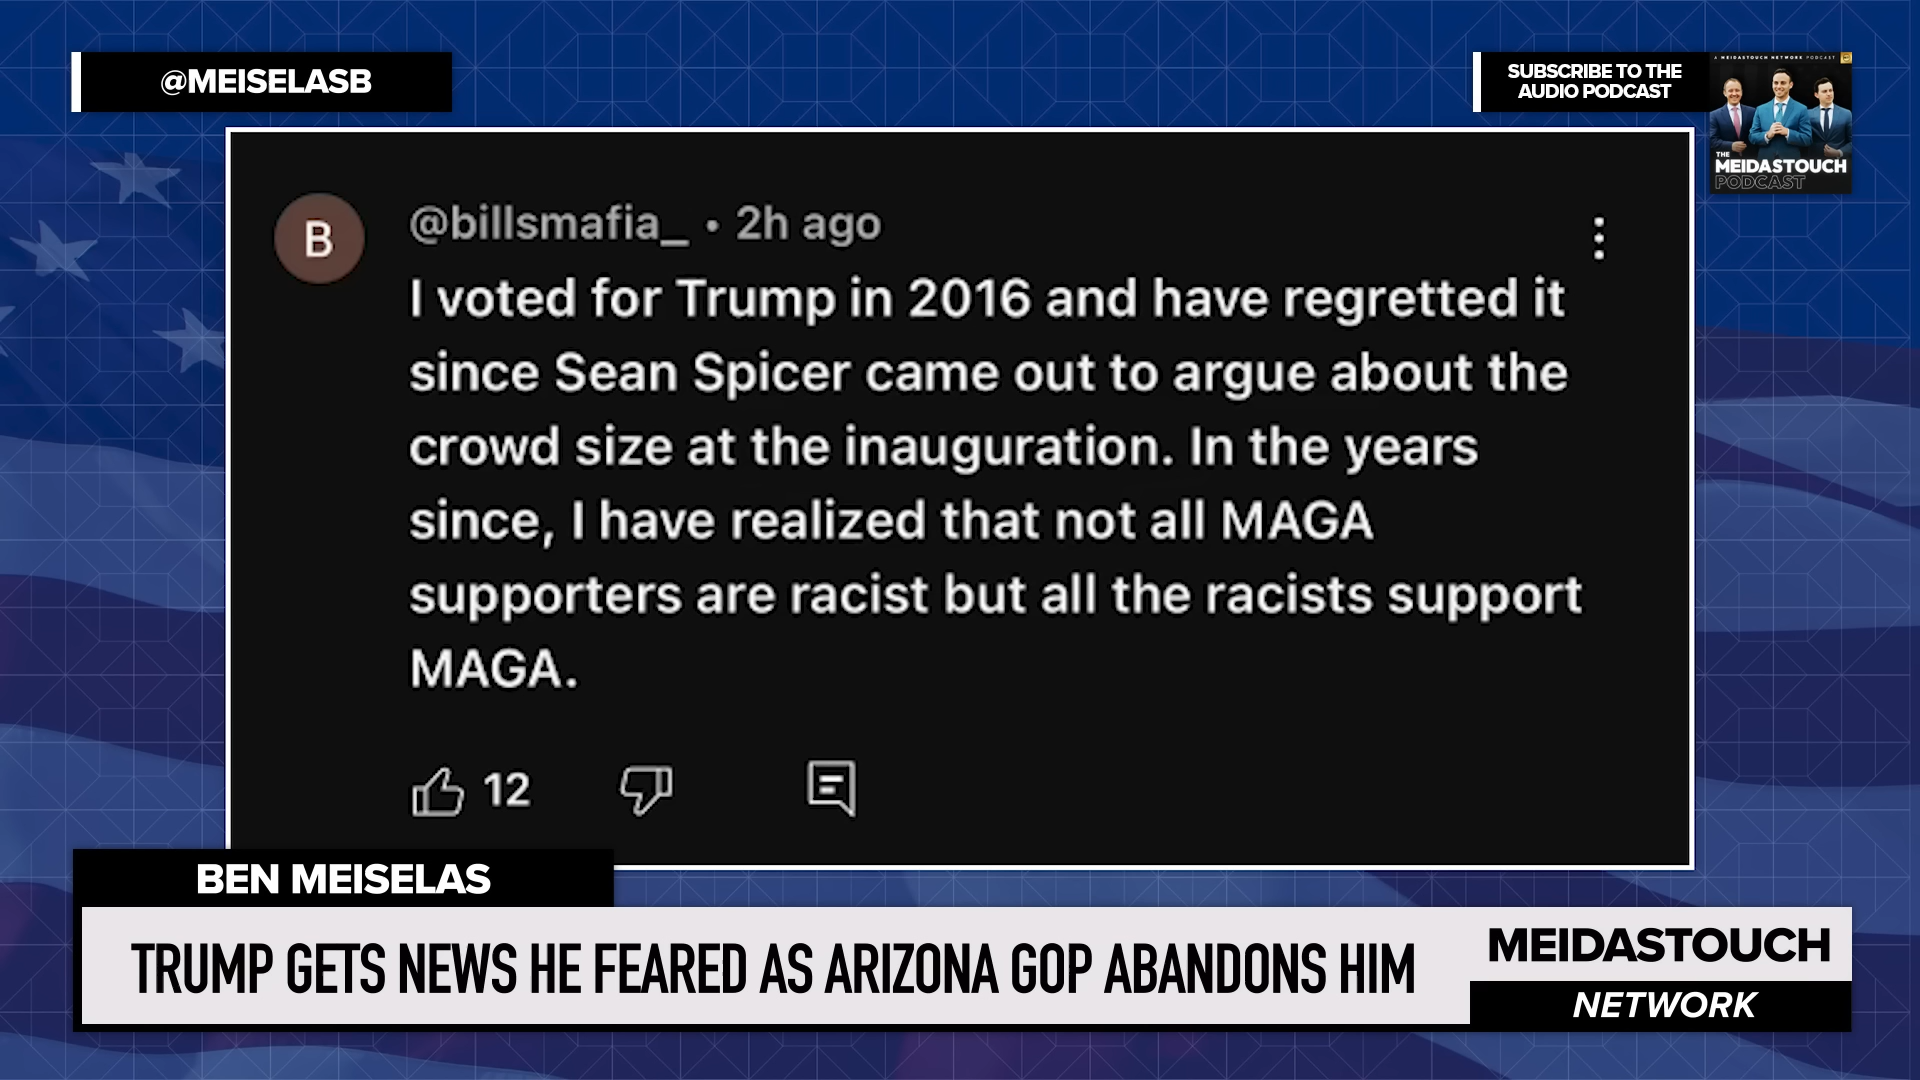 @MEISELASB
SUBSCRIBE TO THE
AUDIO PODCAST
A MEIDASTOUCH NETWORK PODCAST
THE
MEIDASTOUCH
PODCAST
B
@billsmafia_ • 2h ago
I voted for Trump in 2016 and have regretted it
since Sean Spicer came out to argue about the
crowd size at the inauguration. In the years
since, I have realized that not all MAGA
supporters are racist but all the racists support
MAGA.
12
BEN MEISELAS
TRUMP GETS NEWS HE FEARED AS ARIZONA GOP ABANDONS HIM
MEIDASTOUCH
NETWORK